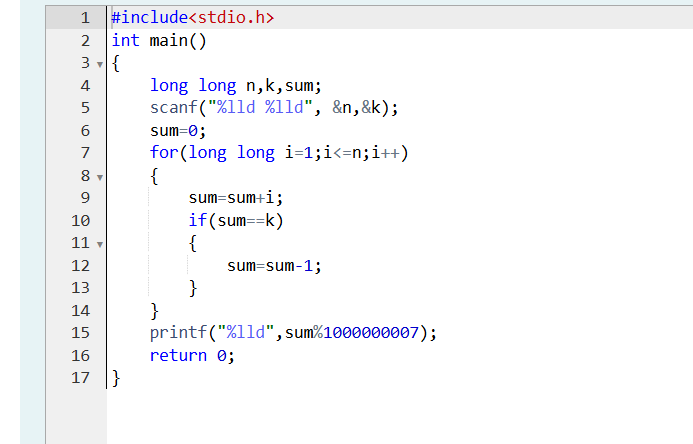 1 #include<stdio.h>
2 int main()
3 {
4 long long n,k,sum;
5 scanf("%lld %lld", &n,&k);
6 sum=0;
7 for(long long i=1;i<=n;i++)
8 {
9 sum=sum+i;
10 if(sum==k)
11 {
12 sum=sum-1;
13 }
14 }
15 printf("%lld",sum%1000000007);
16 return 0;
17 }